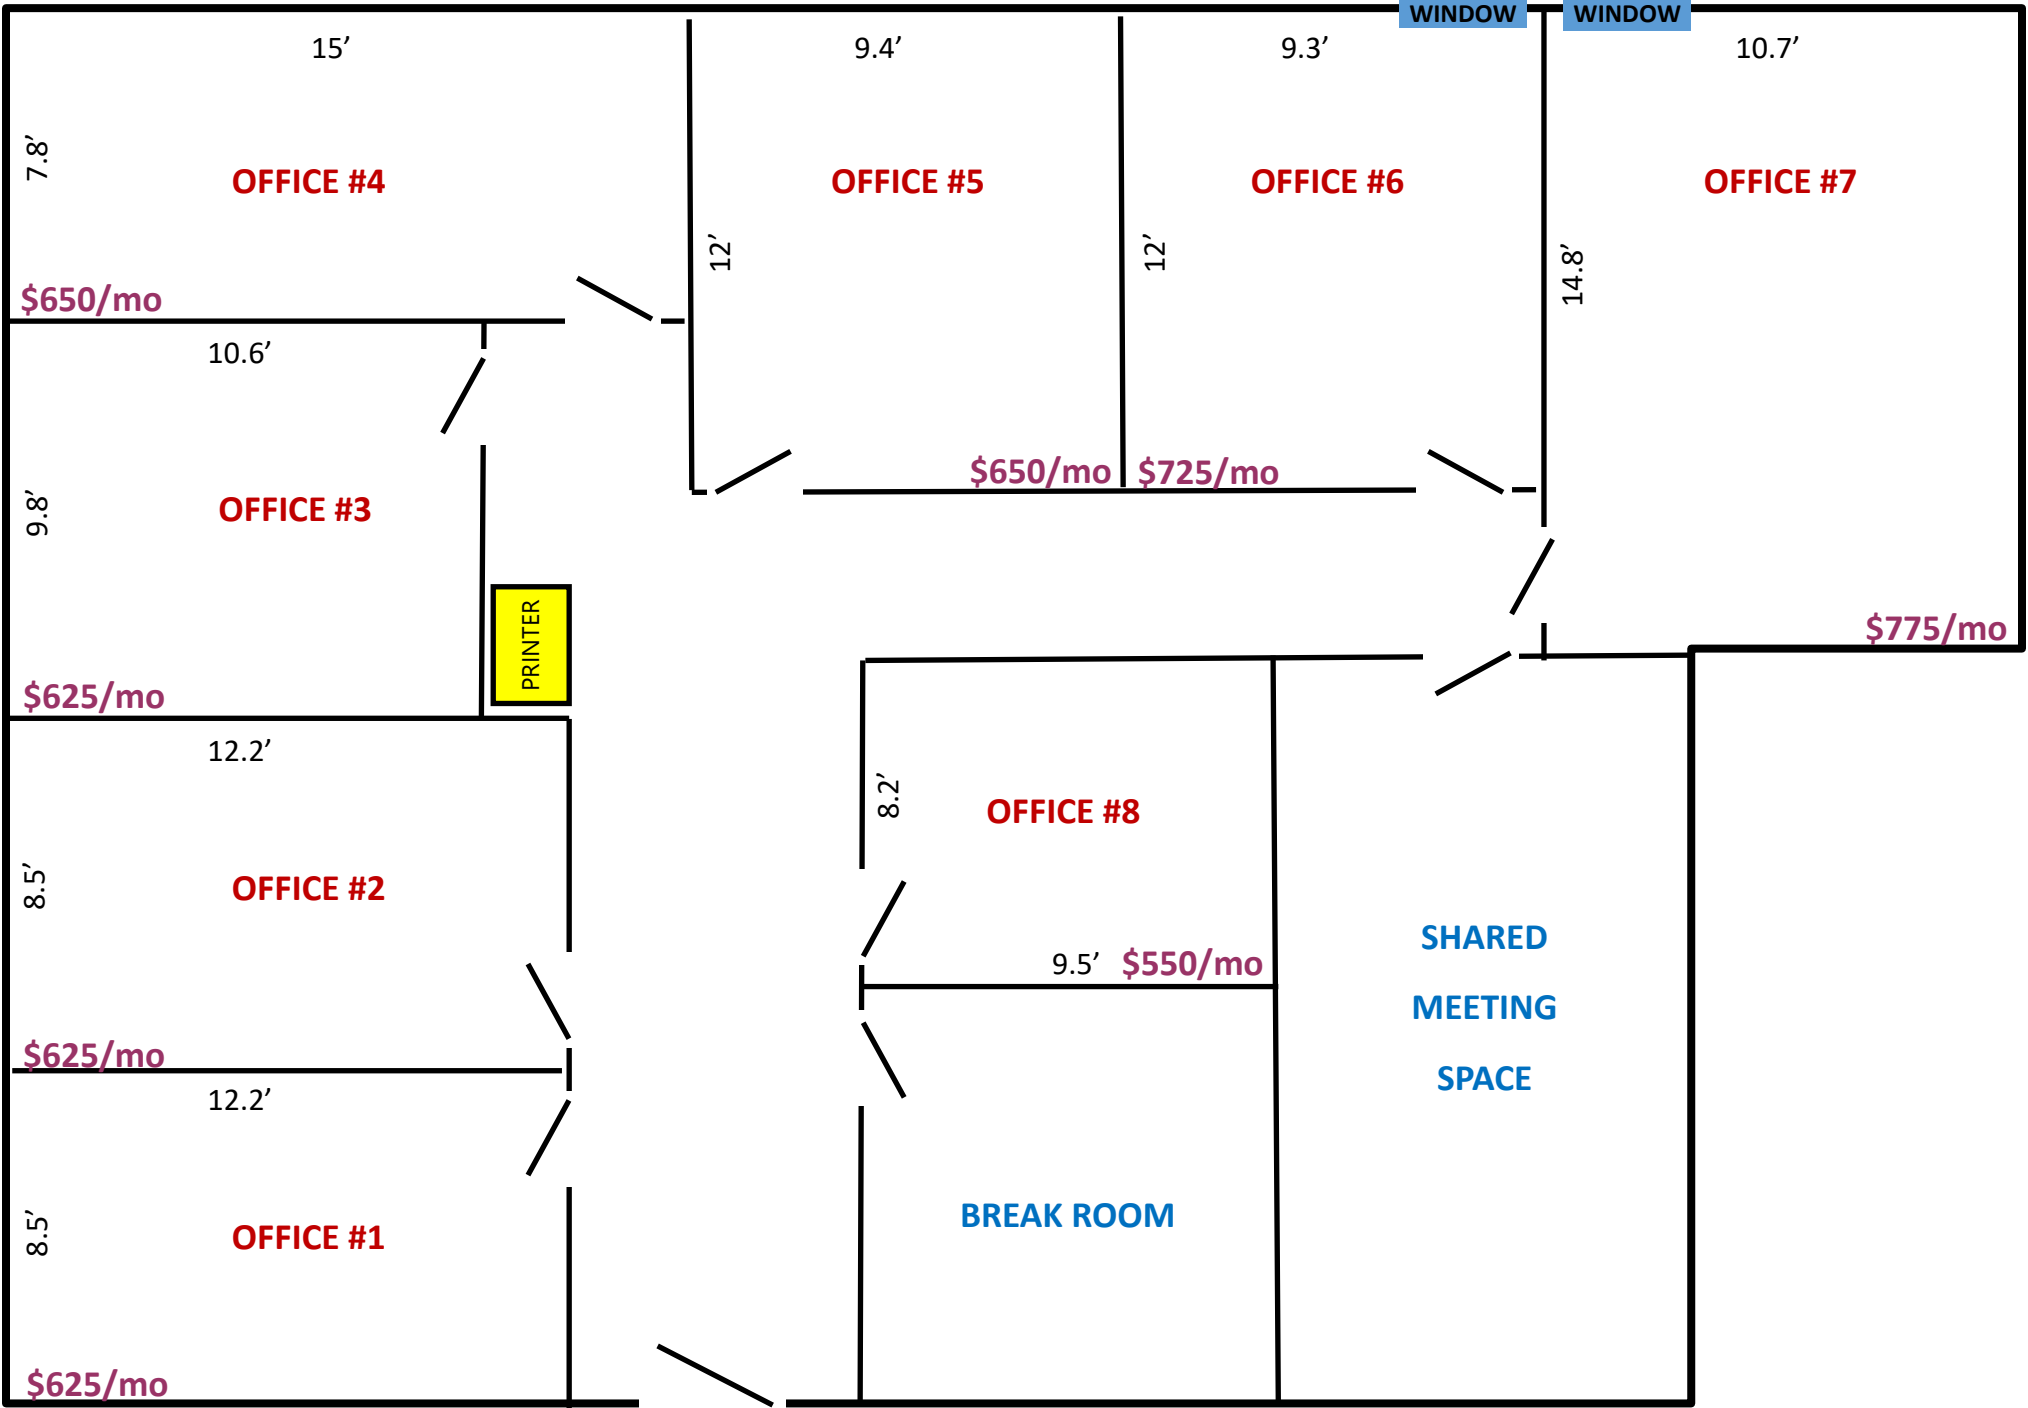 WINDOW
WINDOW
15’
9.4’
9.3’
10.7’
7.8’
OFFICE #4
OFFICE #5
OFFICE #6
OFFICE #7
12’
12’
14.8’
$650/mo
10.6’
$650/mo
$725/mo
9.8’
OFFICE #3
PRINTER
$775/mo
$625/mo
12.2’
8.2’
OFFICE #8
8.5’
OFFICE #2
SHARED
MEETING
SPACE
9.5’
$550/mo
$625/mo
12.2’
8.5’
OFFICE #1
BREAK ROOM
$625/mo